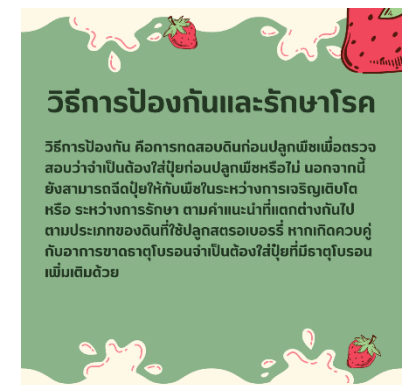 วิธีการป้องกันและรักษาโรค
วิธีการป้องกัน คือการทดสอบดินก่อนปลูกพืชเพื่อตรวจ
สอบว่าจำเป็นต้องใส่ปุ๋ยก่อนปลูกพืชหรือไม่ นอกจากนี้
ยังสามารถฉีดปุ๋ยให้กับพืชในระหว่างการเจริญเติบโต
หรือ ระหว่างการรักษา ตามคำแนะนำที่แตกต่างกันไป
ตามประเภทของดินที่ใช้ปลูกสตรอเบอรรี่ หากเกิดควบคู่
กับอาการขาดธาตุโบรอนจำเป็นต้องใส่ปุ๋ยที่มีธาตุโบรอน
เพิ่มเติมด้วย